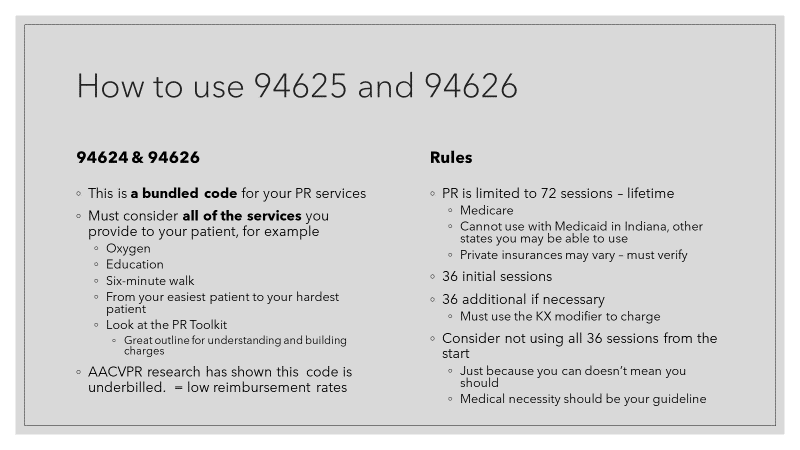 How to use 94625 and 94626
94624 & 94626
◦ This is a bundled code for your PR services
◦ Must consider all of the services you
provide to your patient, for example
◦ Oxygen
◦ Education
◦ Six-minute walk
◦ From your easiest patient to your hardest
patient
◦ Look at the PR Toolkit
◦ Great outline for understanding and building
charges
◦ AACVPR research has shown this code is
underbilled. = low reimbursement rates
Rules
◦ PR is limited to 72 sessions – lifetime
◦ Medicare
◦ Cannot use with Medicaid in Indiana, other
states you may be able to use
◦ Private insurances may vary – must verify
◦ 36 initial sessions
◦ 36 additional if necessary
◦ Must use the KX modifier to charge
◦ Consider not using all 36 sessions from the
start
◦ Just because you can doesn't mean you
should
◦ Medical necessity should be your guideline